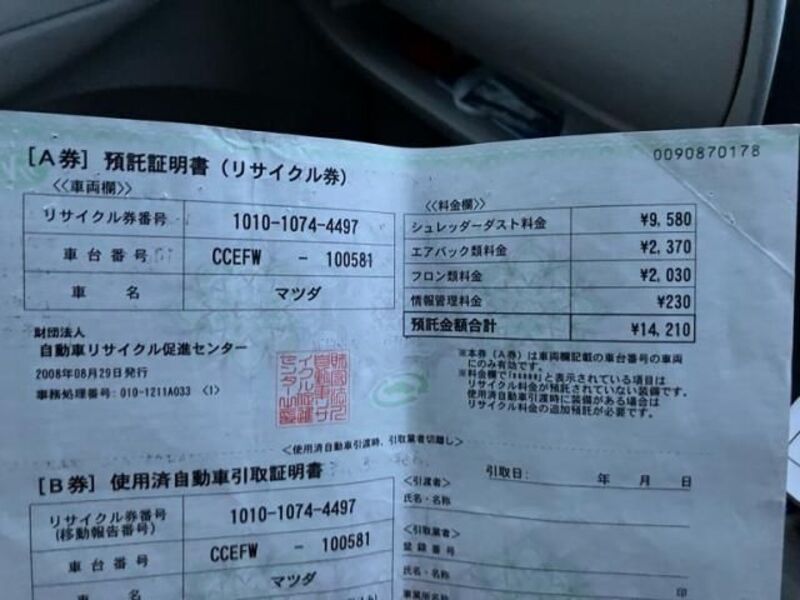 [A券] 預託証明書(リサイクル券)
0090870178
<<車両欄>>
リサイクル券番号 1010-1074-4497
車台番号 CCEFW - 100581
車 名 マツダ
<<料金欄>>
シュレッダーダスト料金 ¥9,580
エアバック類料金 ¥2,370
フロン類料金 ¥2,030
情報管理料金 ¥230
預託金額合計 ¥14,210
財団法人
自動車リサイクル促進センター
2008年08月29日発行
事務処理番号: 010-1211A033 <1>
※本券(A券)は車両欄記載の車台番号の車両
にのみ有効です。
※料金欄で「*****」と表示されている項目は
リサイクル料金が預託されていない装備です。
使用済自動車引渡時に装備がある場合は
リサイクル料金の追加預託が必要です。
<使用済自動車引渡時、引取業者切離し>
[B券] 使用済自動車引取証明書
リサイクル券番号 1010-1074-4497
(移動報告番号)
車台番号 CCEFW - 100581
車 名 マツダ
引取日: 年 月 日
<引渡者>
氏名・名称
<引取業者>
登録番号
氏名・名称
事業所名称 印